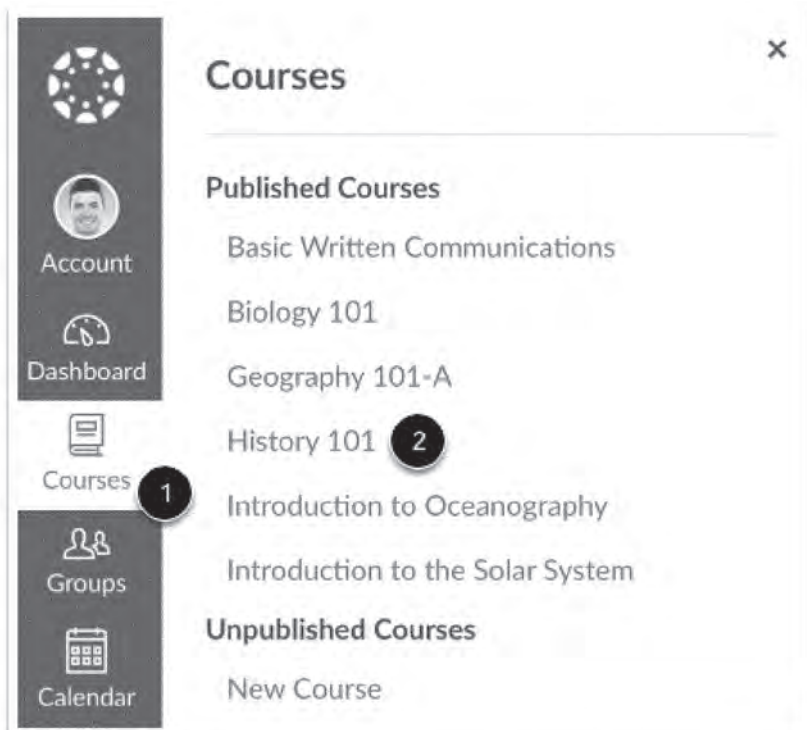 Courses
×
Account
Dashboard
Courses
1
Groups
Calendar
Published Courses
Basic Written Communications
Biology 101
Geography 101-A
History 101 2
Introduction to Oceanography
Introduction to the Solar System
Unpublished Courses
New Course